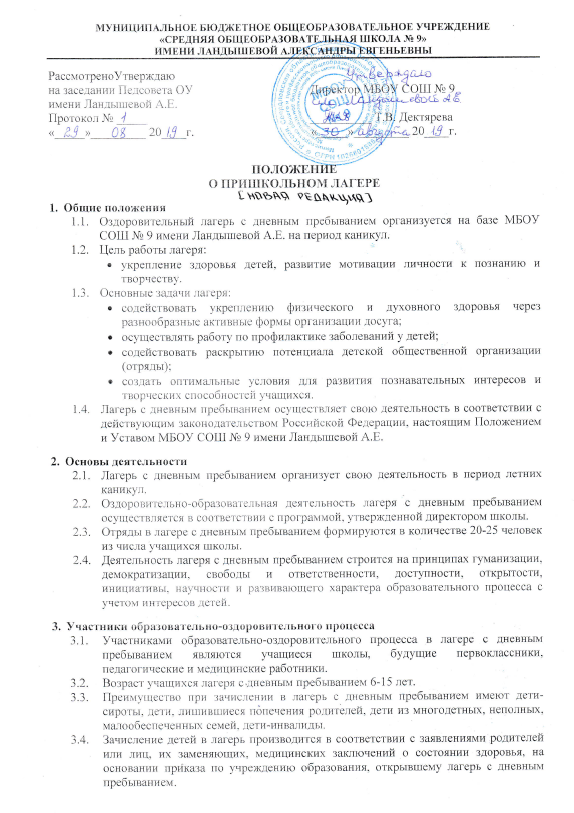 МУНИЦИПАЛЬНОЕ БЮДЖЕТНОЕ ОБЩЕОБРАЗОВАТЕЛЬНОЕ УЧРЕЖДЕНИЕ
«СРЕДНЯЯ ОБЩЕОБРАЗОВАТЕЛЬНАЯ ШКОЛА № 9»
ИМЕНИ ЛАНДЫШЕВОЙ АЛЕКСАНДРЫ ЕВГЕНЬЕВНЫ
РассмотреноУтверждаю
на заседании Педсовета ОУ
имени Ландышевой А.Е.
Протокол № 1
« 29 » 08 2019 г.
Утверждаю
Директор МБОУ СОШ № 9
им. Ландышевой А.Е.
Г.В. Дектярева
« 30 » августа 2019 г.
ПОЛОЖЕНИЕ
О ПРИШКОЛЬНОМ ЛАГЕРЕ
[НОВАЯ РЕДАКЦИЯ]
1. Общие положения
1.1. Оздоровительный лагерь с дневным пребыванием организуется на базе МБОУ
СОШ № 9 имени Ландышевой А.Е. на период каникул.
1.2. Цель работы лагеря:
• укрепление здоровья детей, развитие мотивации личности к познанию и
творчеству.
1.3. Основные задачи лагеря:
• содействовать укреплению физического и духовного здоровья через
разнообразные активные формы организации досуга;
• осуществлять работу по профилактике заболеваний у детей;
• содействовать раскрытию потенциала детской общественной организации
(отряды);
• создать оптимальные условия для развития познавательных интересов и
творческих способностей учащихся.
1.4. Лагерь с дневным пребыванием осуществляет свою деятельность в соответствии с
действующим законодательством Российской Федерации, настоящим Положением
и Уставом МБОУ СОШ № 9 имени Ландышевой А.Е.
2. Основы деятельности
2.1. Лагерь с дневным пребыванием организует свою деятельность в период летних
каникул.
2.2. Оздоровительно-образовательная деятельность лагеря с дневным пребыванием
осуществляется в соответствии с программой, утвержденной директором школы.
2.3. Отряды в лагере с дневным пребыванием формируются в количестве 20-25 человек
из числа учащихся школы.
2.4. Деятельность лагеря с дневным пребыванием строится на принципах гуманизации,
демократизации, свободы и ответственности, доступности, открытости,
инициативы, научности и развивающего характера образовательного процесса с
учетом интересов детей.
3. Участники образовательно-оздоровительного процесса
3.1. Участниками образовательно-оздоровительного процесса в лагере с дневным
пребыванием являются учащиеся школы, будущие первоклассники,
педагогические и медицинские работники.
3.2. Возраст учащихся лагеря с дневным пребыванием 6-15 лет.
3.3. Преимущество при зачислении в лагерь с дневным пребыванием имеют дети-
сироты, дети, лишившиеся попечения родителей, дети из многодетных, неполных,
малообеспеченных семей, дети-инвалиды.
3.4. Зачисление детей в лагерь производится в соответствии с заявлениями родителей
или лиц, их заменяющих, медицинских заключений о состоянии здоровья, на
основании приказа по учреждению образования, открывшему лагерь с дневным
пребыванием.